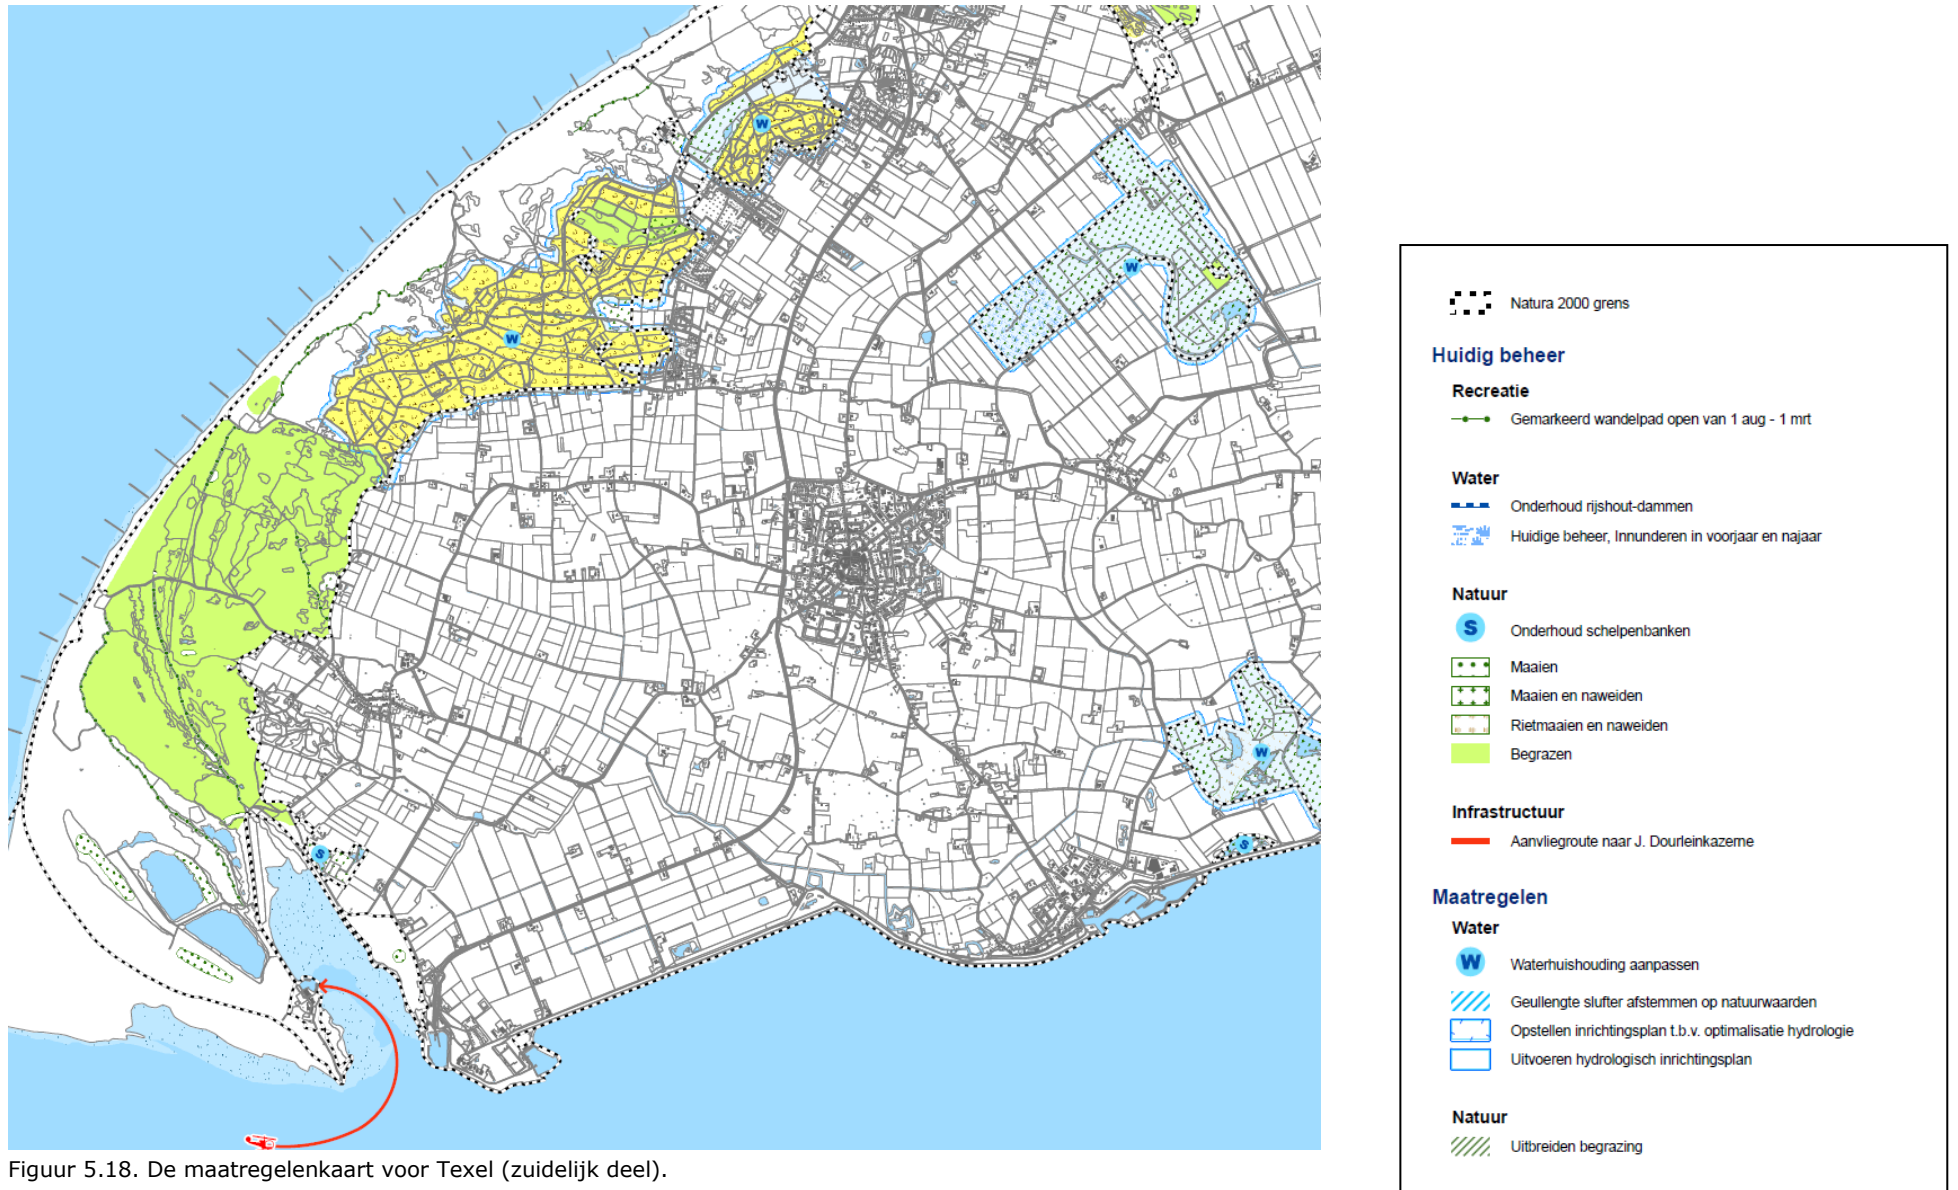 W
W
W
W
S
S
Figuur 5.18. De maatregelenkaart voor Texel (zuidelijk deel).
Natura 2000 grens
Huidig beheer
Recreatie
Gemarkeerd wandelpad open van 1 aug - 1 mrt
Water
Onderhoud rijshout-dammen
Huidige beheer, Innunderen in voorjaar en najaar
Natuur
S Onderhoud schelpenbanken
Maaien
Maaien en naweiden
Rietmaaien en naweiden
Begrazen
Infrastructuur
Aanvliegroute naar J. Dourleinkazerne
Maatregelen
Water
W Waterhuishouding aanpassen
Geullengte slufter afstemmen op natuurwaarden
Opstellen inrichtingsplan t.b.v. optimalisatie hydrologie
Uitvoeren hydrologisch inrichtingsplan
Natuur
Uitbreiden begrazing